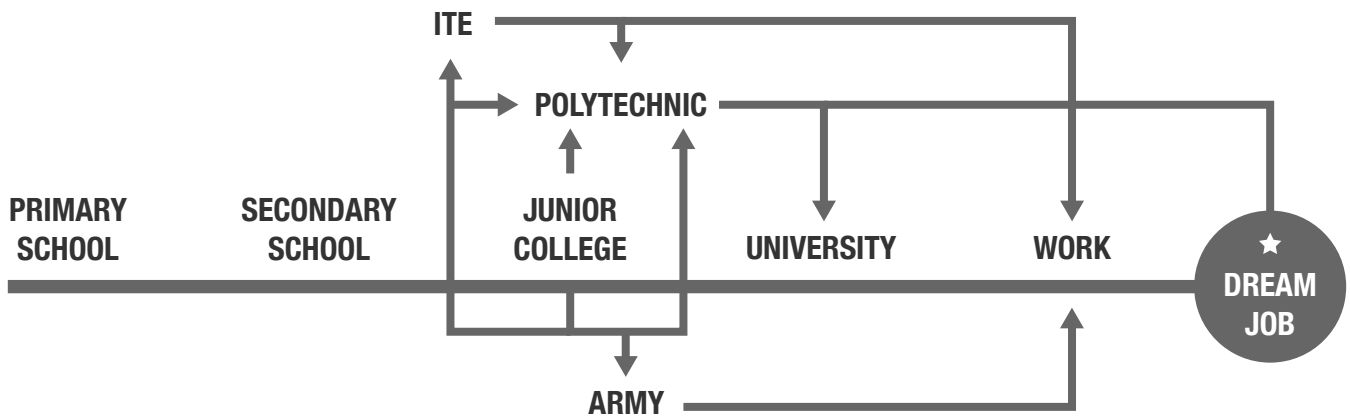 ITE
POLYTECHNIC
PRIMARY
SCHOOL
SECONDARY
SCHOOL
JUNIOR
COLLEGE
UNIVERSITY
WORK
DREAM
JOB
ARMY